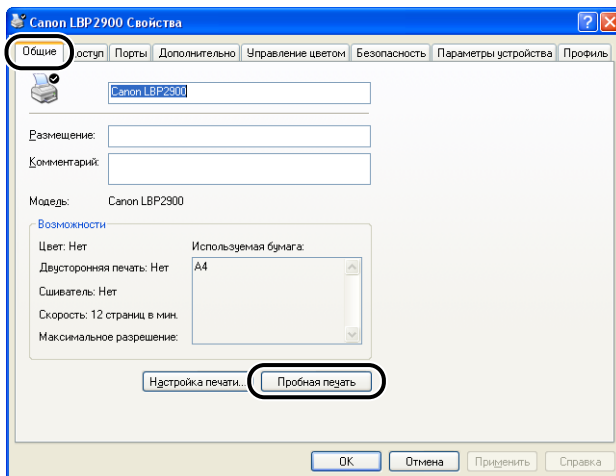 Canon LBP2900 Свойства
Общие Доступ Порты Дополнительно Управление цветом Безопасность Параметры устройства Профиль
Canon LBP2900
Размещение:
Комментарий:
Модель: Canon LBP2900
Возможности
Цвет: Нет Используемая бумага:
Двусторонняя печать: Нет A4
Сшиватель: Нет
Скорость: 12 страниц в мин.
Максимальное разрешение:
Настройка печати... Пробная печать
OK Отмена Применить Справка